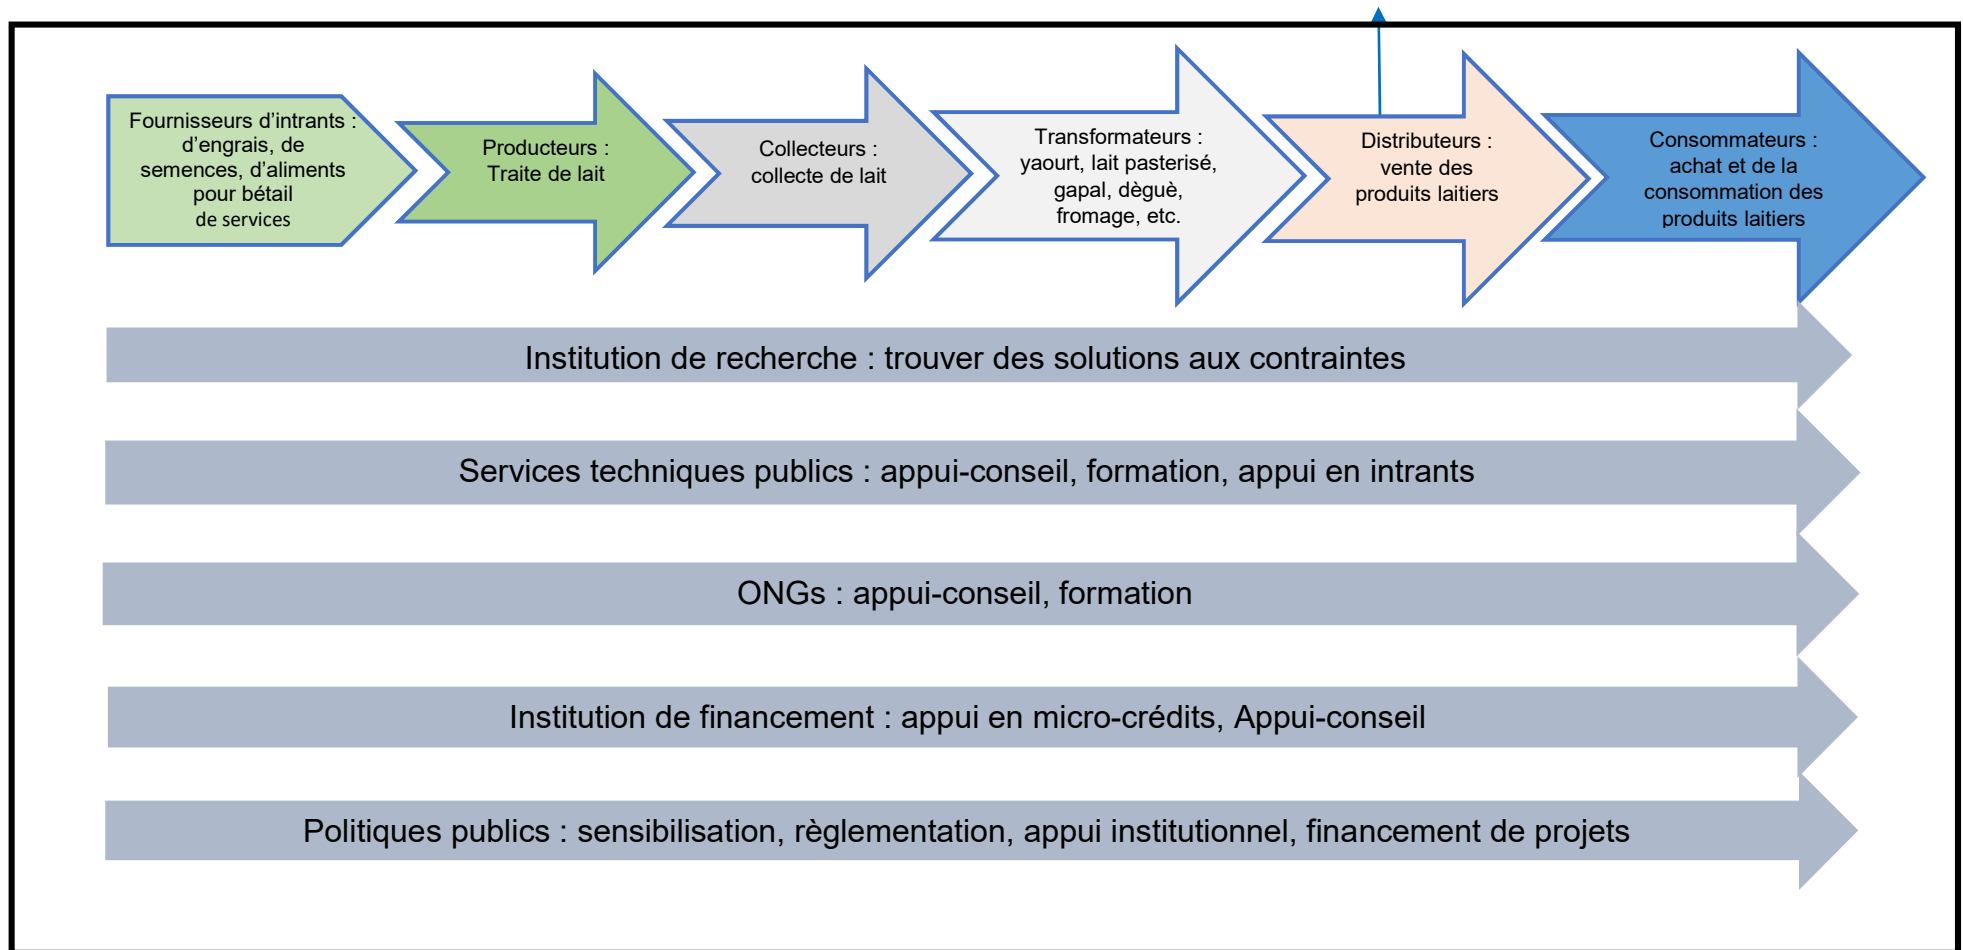 Fournisseurs d’intrants :
d’engrais, de
semences, d’aliments
pour bétail
de services
Producteurs :
Traite de lait
Collecteurs :
collecte de lait
Transformateurs :
yaourt, lait pasterisé,
gapal, dèguè,
fromage, etc.
Distributeurs :
vente des
produits laitiers
Consommateurs :
achat et de la
consommation des
produits laitiers
Institution de recherche : trouver des solutions aux contraintes
Services techniques publics : appui-conseil, formation, appui en intrants
ONGs : appui-conseil, formation
Institution de financement : appui en micro-crédits, Appui-conseil
Politiques publics : sensibilisation, règlementation, appui institutionnel, financement de projets